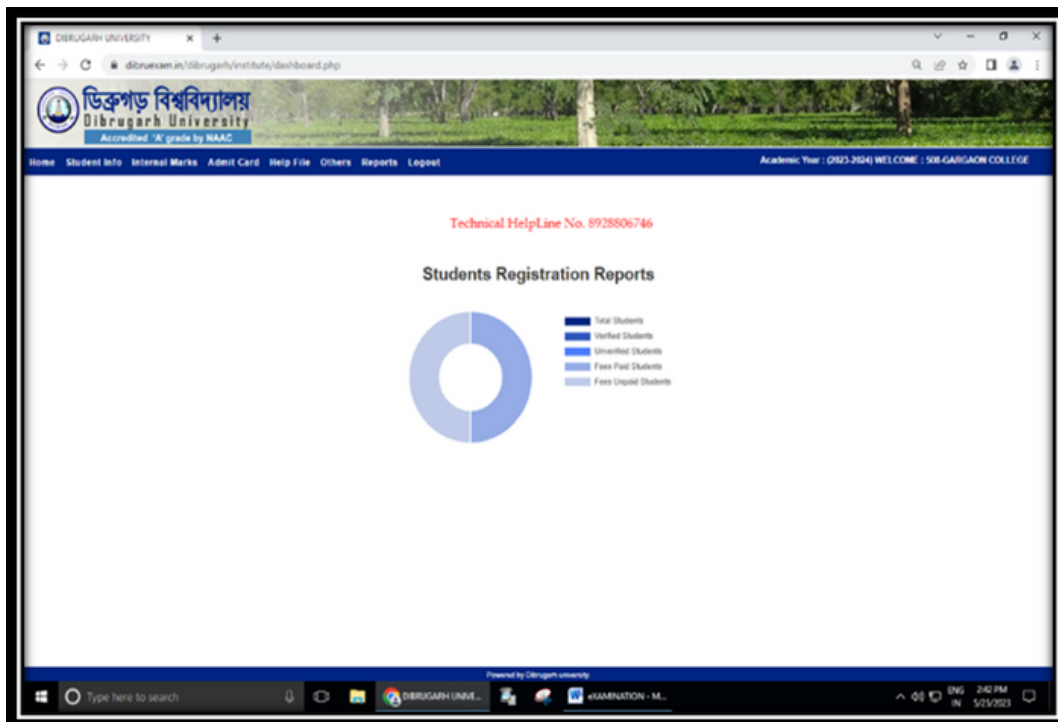 DIBRUGARH UNIVERSITY
dibruexam.in/dibrugarh/institute/dashboard.php
ডিব্ৰুগড় বিশ্ববিদ্যালয়
Dibrugarh University
Accredited 'A' grade by NAAC
Home Student Info Internal Marks Admit Card Help File Others Reports Logout
Academic Year : (2023-2024) WELCOME : 508-GARGAON COLLEGE
Technical HelpLine No. 8928806746
Students Registration Reports
Total Students
Verified Students
Unverified Students
Fees Paid Students
Fees Unpaid Students
Powered by Dibrugarh university.
Type here to search
DIBRUGARH UNIVE...
eXAMINATION - M...
ENG
IN
2:42 PM
5/25/2023